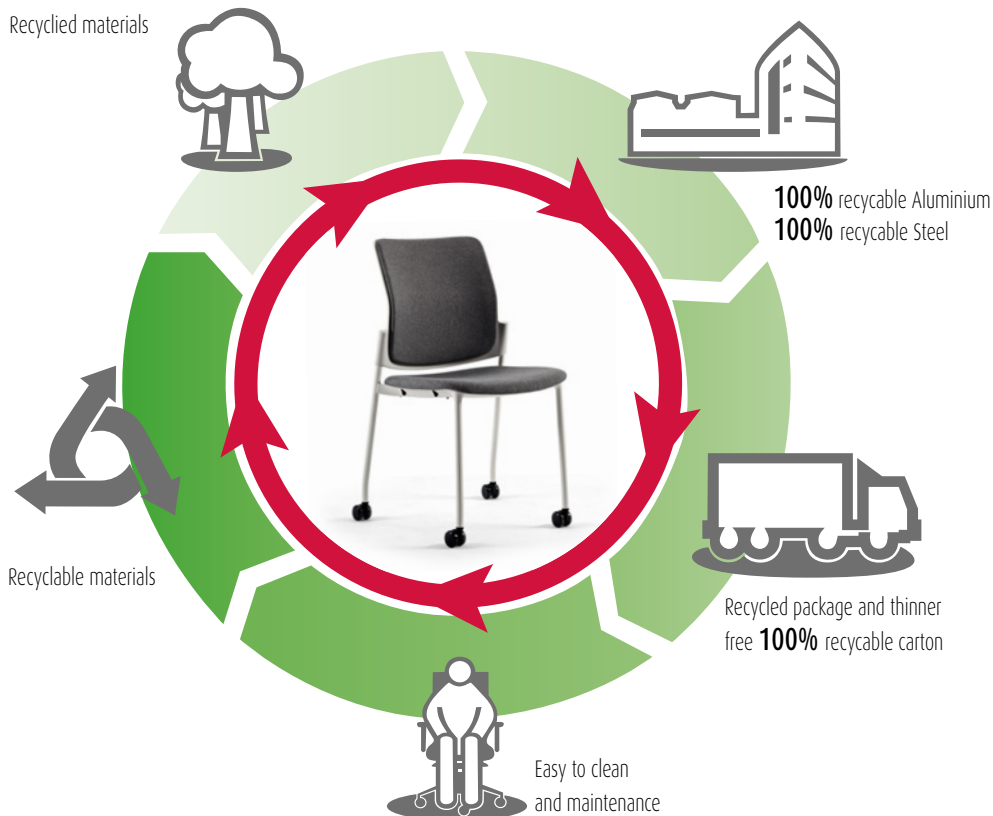 Recyclied materials
100% recycable Aluminium
100% recycable Steel
Recycled package and thinner
free 100% recycable carton
Easy to clean
and maintenance
Recyclable materials